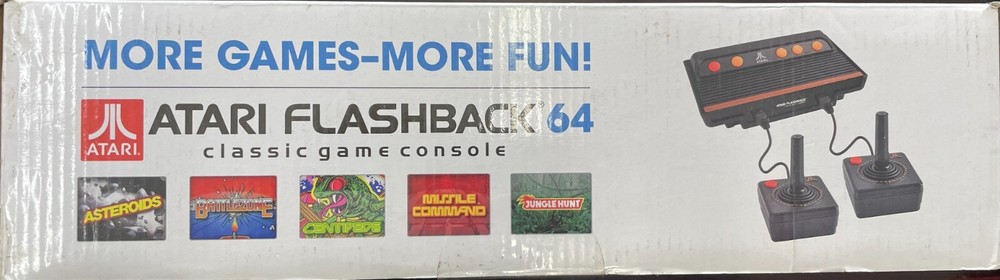 MORE GAMES-MORE FUN!
ATARI
ATARI FLASHBACK 64
classic game console
ASTEROIDS
BATTLEZONE
CENTIPEDE
MISSILE COMMAND
JUNGLE HUNT